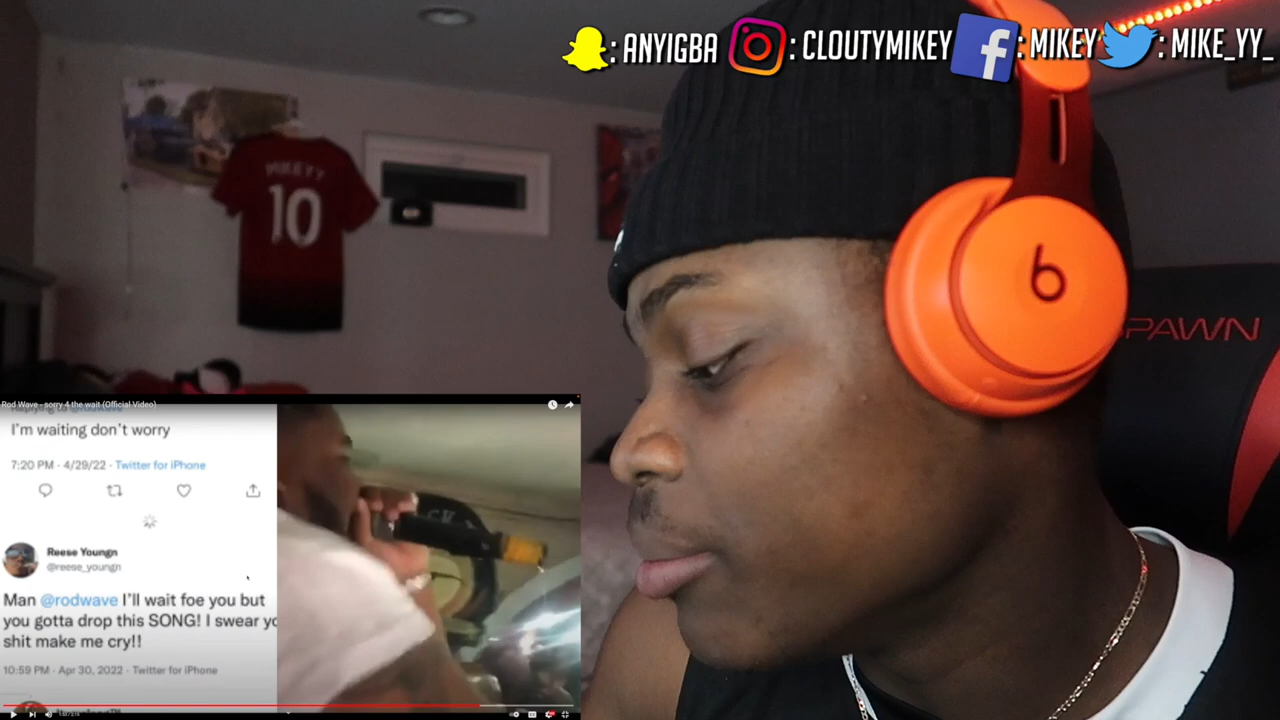 : ANYIGBA : CLOUTYMIKEY : MIKEY : MIKE_YY_
MIKEYY
10
b
SPAWN
Rod Wave - sorry 4 the wait (Official Video)
I'm waiting don't worry
7:20 PM · 4/29/22 · Twitter for iPhone
Reese Youngn
@reese_youngn
Man @rodwave I'll wait foe you but
you gotta drop this SONG! I swear yo
shit make me cry!!
10:59 PM · Apr 30, 2022 · Twitter for iPhone